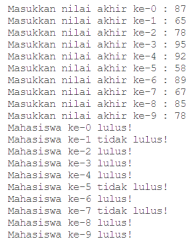 Masukkan nilai akhir ke-0 : 87
Masukkan nilai akhir ke-1 : 65
Masukkan nilai akhir ke-2 : 78
Masukkan nilai akhir ke-3 : 95
Masukkan nilai akhir ke-4 : 92
Masukkan nilai akhir ke-5 : 58
Masukkan nilai akhir ke-6 : 89
Masukkan nilai akhir ke-7 : 67
Masukkan nilai akhir ke-8 : 85
Masukkan nilai akhir ke-9 : 78
Mahasiswa ke-0 lulus!
Mahasiswa ke-1 tidak lulus!
Mahasiswa ke-2 lulus!
Mahasiswa ke-3 lulus!
Mahasiswa ke-4 lulus!
Mahasiswa ke-5 tidak lulus!
Mahasiswa ke-6 lulus!
Mahasiswa ke-7 tidak lulus!
Mahasiswa ke-8 lulus!
Mahasiswa ke-9 lulus!